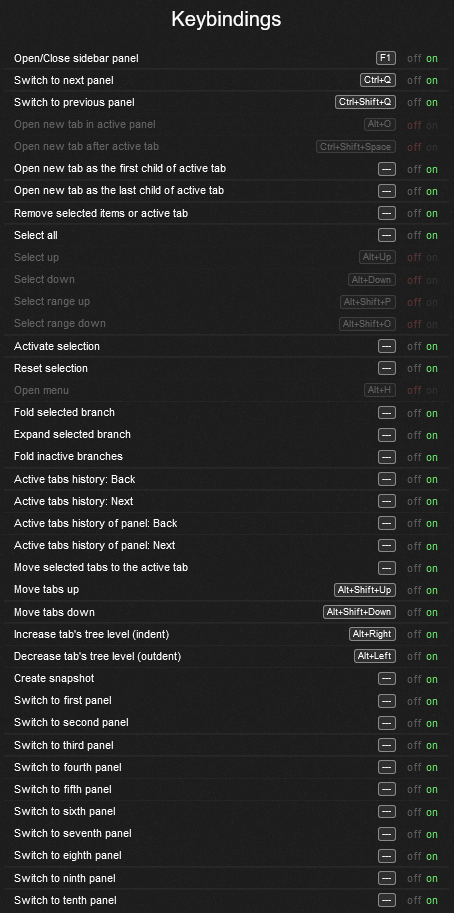 Keybindings
Open/Close sidebar panel F1 off on
Switch to next panel Ctrl+Q off on
Switch to previous panel Ctrl+Shift+Q off on
Open new tab in active panel Alt+O off on
Open new tab after active tab Ctrl+Shift+Space off on
Open new tab as the first child of active tab --- off on
Open new tab as the last child of active tab --- off on
Remove selected items or active tab --- off on
Select all --- off on
Select up Alt+Up off on
Select down Alt+Down off on
Select range up Alt+Shift+P off on
Select range down Alt+Shift+O off on
Activate selection --- off on
Reset selection --- off on
Open menu Alt+H off on
Fold selected branch --- off on
Expand selected branch --- off on
Fold inactive branches --- off on
Active tabs history: Back --- off on
Active tabs history: Next --- off on
Active tabs history of panel: Back --- off on
Active tabs history of panel: Next --- off on
Move selected tabs to the active tab --- off on
Move tabs up Alt+Shift+Up off on
Move tabs down Alt+Shift+Down off on
Increase tab's tree level (indent) Alt+Right off on
Decrease tab's tree level (outdent) Alt+Left off on
Create snapshot --- off on
Switch to first panel --- off on
Switch to second panel --- off on
Switch to third panel --- off on
Switch to fourth panel --- off on
Switch to fifth panel --- off on
Switch to sixth panel --- off on
Switch to seventh panel --- off on
Switch to eighth panel --- off on
Switch to ninth panel --- off on
Switch to tenth panel --- off on